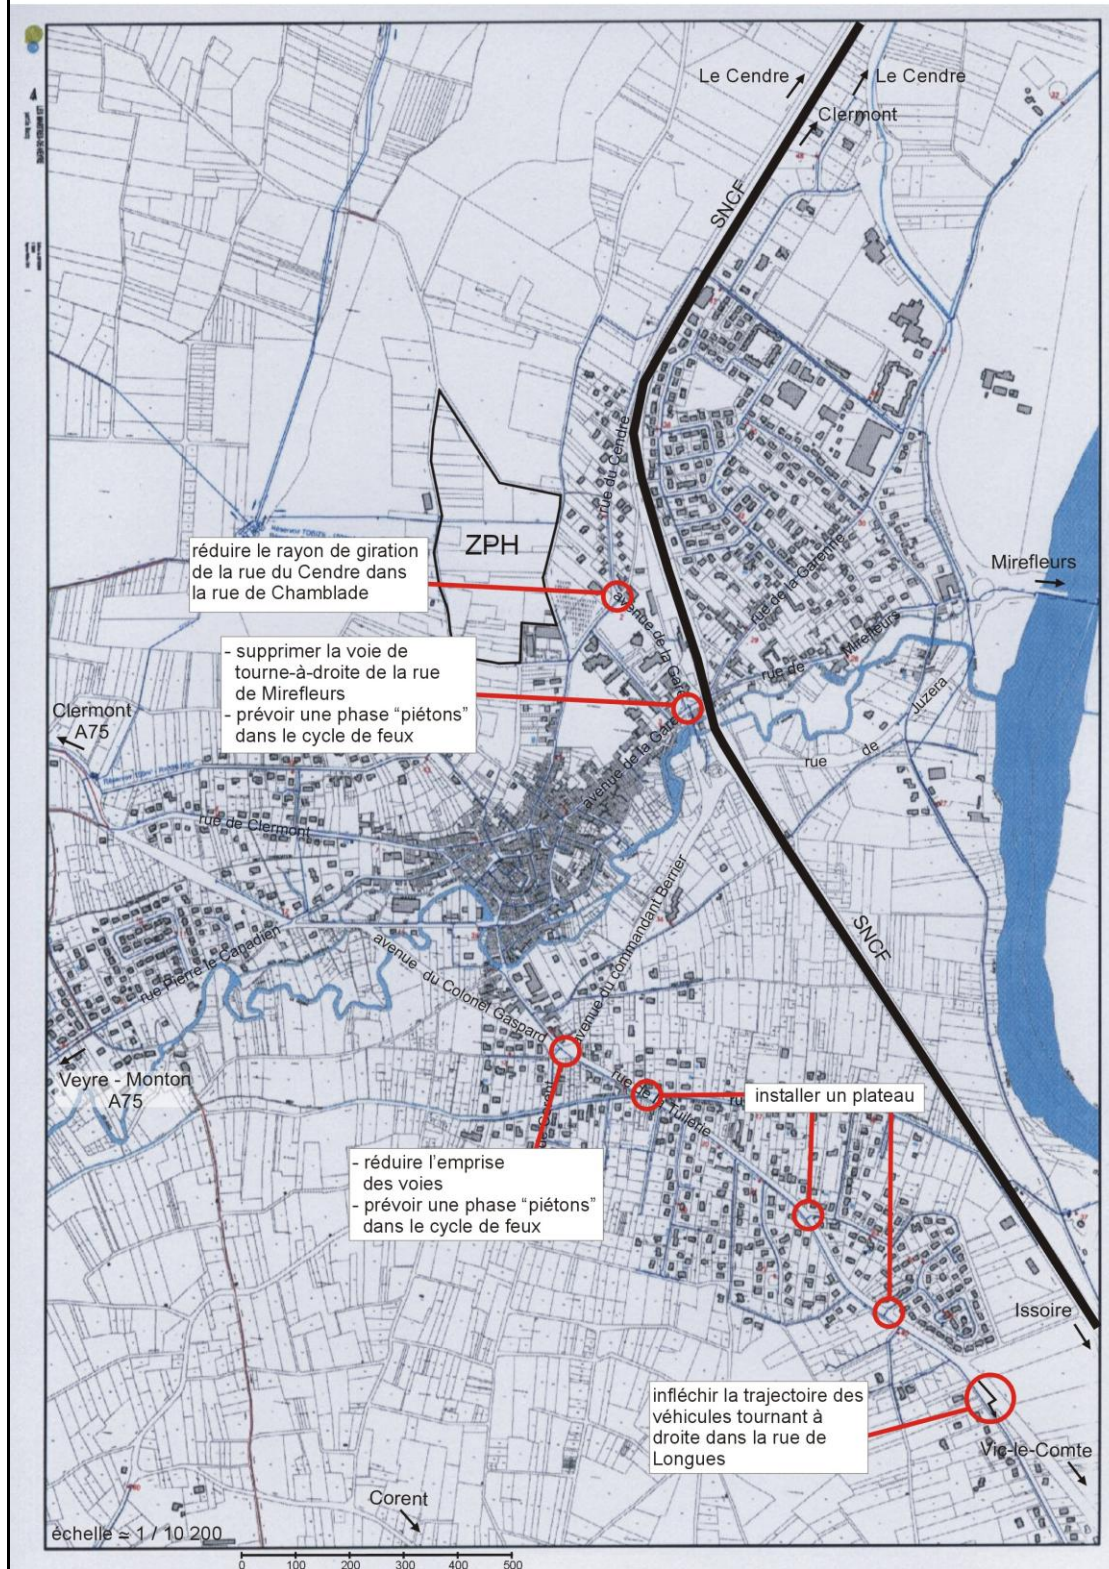 Le Cendre
Le Cendre
Clermont
SNCF
LES MARTRES-DE-VEYRE
rue du Cendre
ZPH
réduire le rayon de giration
de la rue du Cendre dans
la rue de Chamblade
avenue de la Gare
rue de la Garenne
Mirefleurs
rue de Mirefleurs
- supprimer la voie de
tourne-à-droite de la rue
de Mirefleurs
- prévoir une phase "piétons"
dans le cycle de feux
Clermont
A75
avenue de la Gare
rue de Juzera
rue de Clermont
avenue du commandant Berner
SNCF
rue Pierre le Canadien
avenue du Colonel Gaspard
Veyre - Monton
A75
rue de la Tuilerie
installer un plateau
- réduire l'emprise
des voies
- prévoir une phase "piétons"
dans le cycle de feux
Issoire
infléchir la trajectoire des
véhicules tournant à
droite dans la rue de
Longues
Vic-le-Comte
Corent
échelle ≃ 1 / 10 200
0 100 200 300 400 500